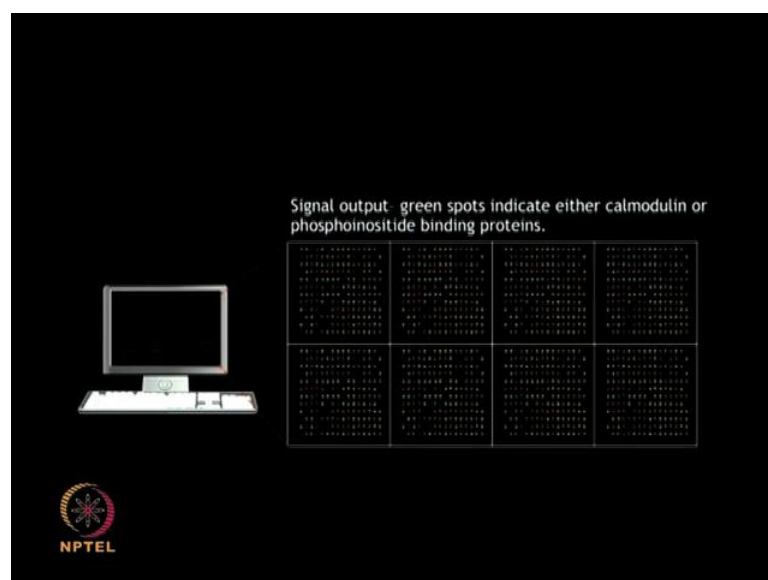 Signal output- green spots indicate either calmodulin or
phosphoinositide binding proteins.
NPTEL